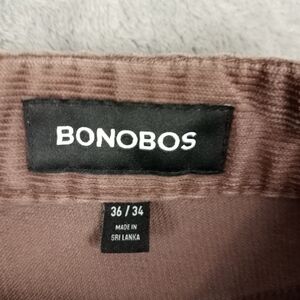 BONOBOS
36 / 34
MADE IN
SRI LANKA